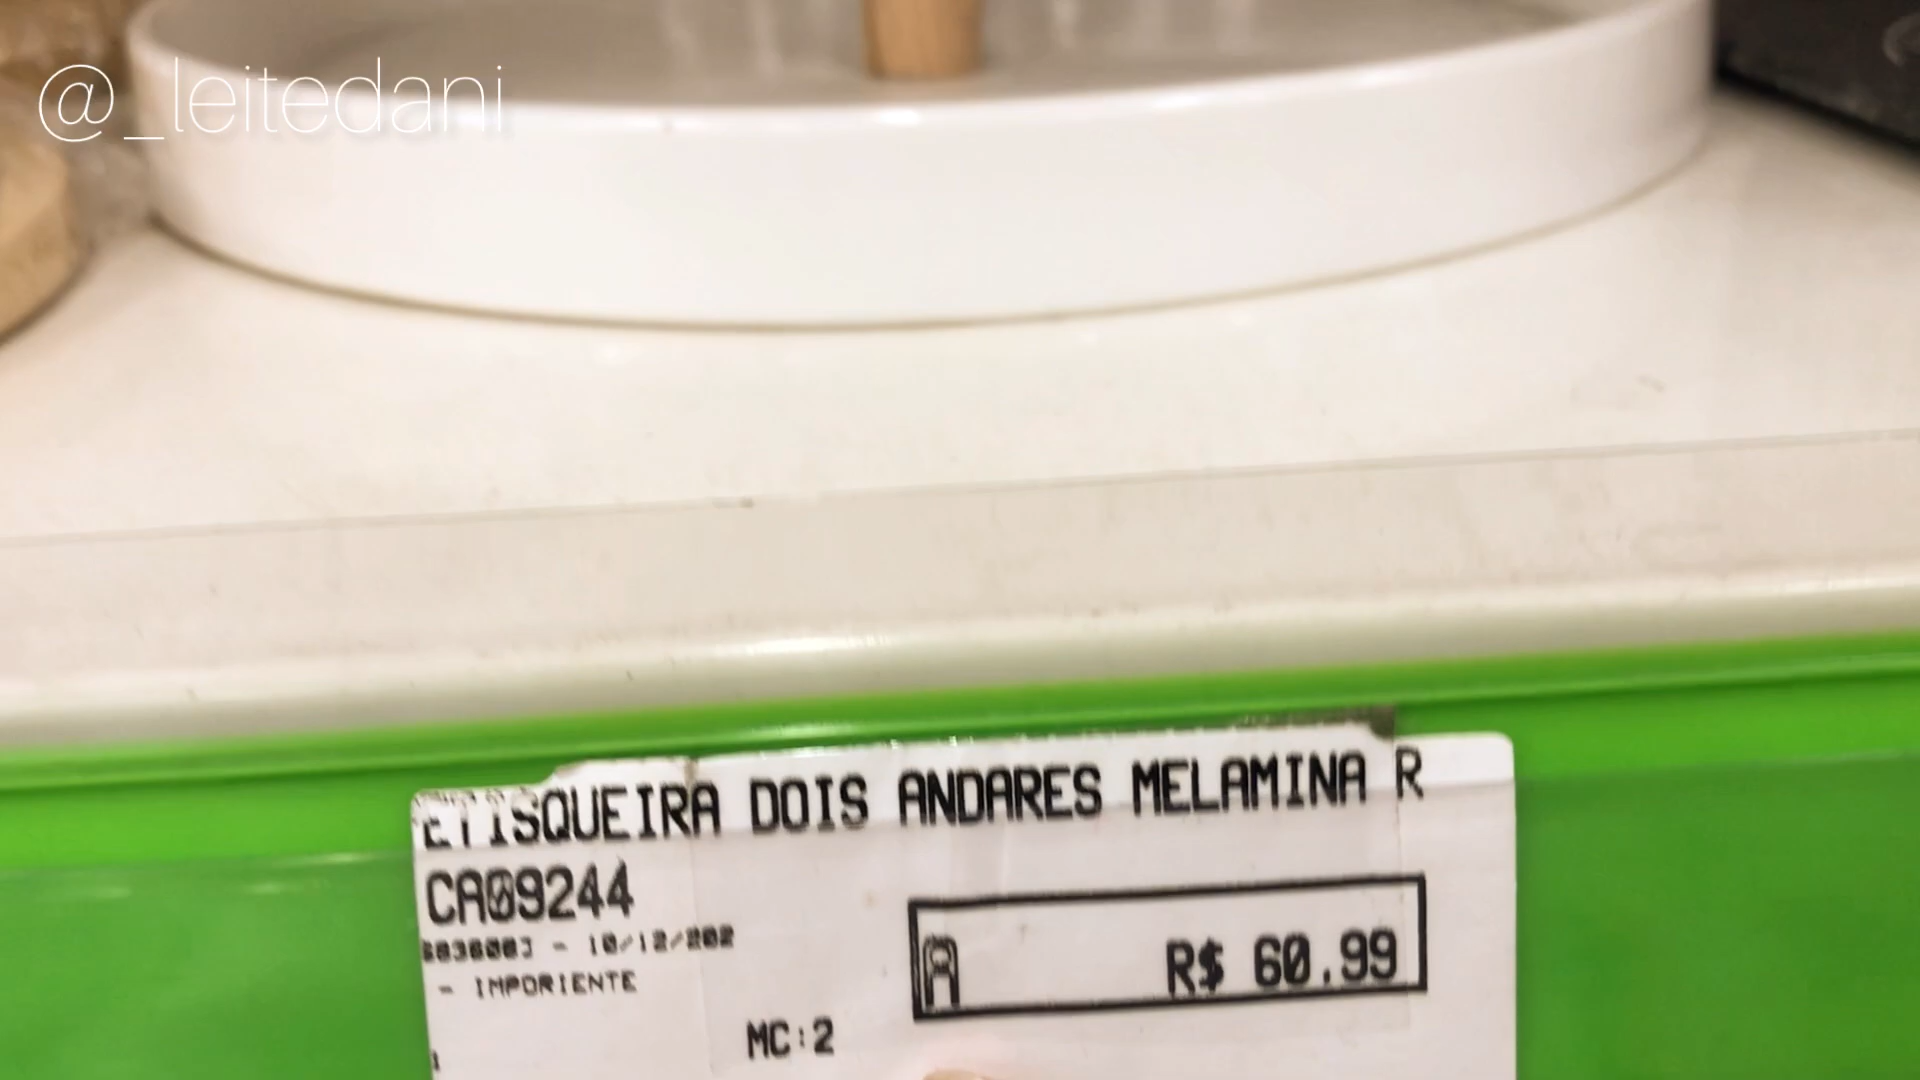 @_leitedani
ETISQUEIRA DOIS ANDARES MELAMINA R
CA09244
- 10/12/202
- IMPORIENTE
A R$ 60.99
MC:2